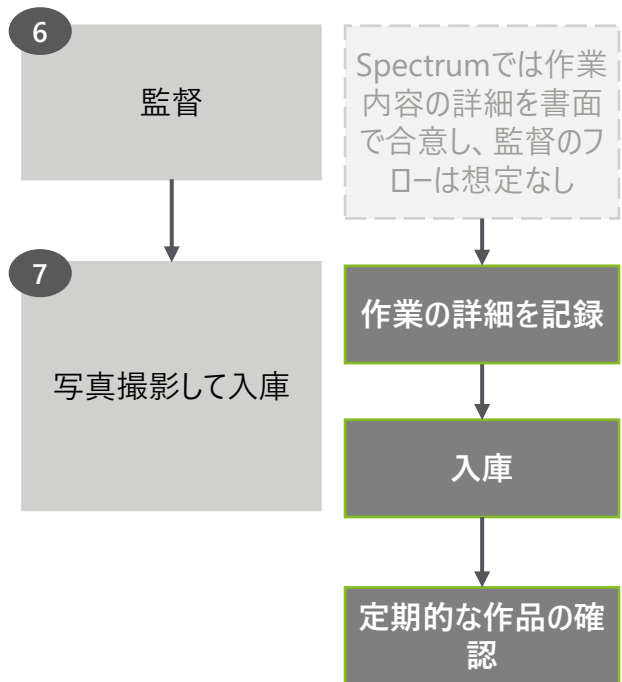 6
監督
Spectrumでは作業
内容の詳細を書面
で合意し、監督のフ
ローは想定なし
7
写真撮影して入庫
作業の詳細を記録
入庫
定期的な作品の確
認